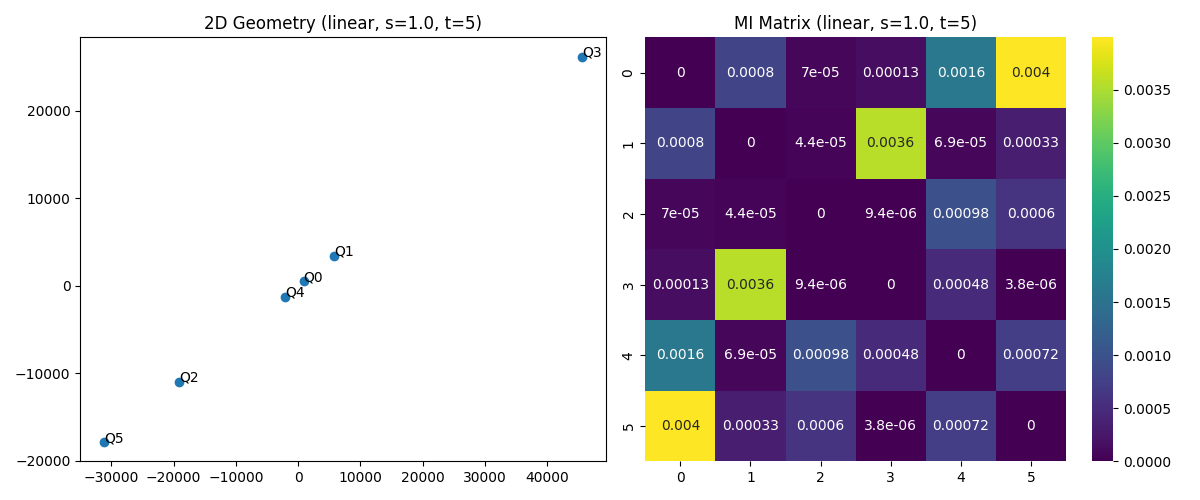 2D Geometry (linear, s=1.0, t=5)
20000
10000
0
−10000
−20000
−30000 −20000 −10000 0 10000 20000 30000 40000
Q3
Q1
Q0
Q4
Q2
Q5
MI Matrix (linear, s=1.0, t=5)
0 0 0.0008 7e-05 0.00013 0.0016 0.004
1 0.0008 0 4.4e-05 0.0036 6.9e-05 0.00033
2 7e-05 4.4e-05 0 9.4e-06 0.00098 0.0006
3 0.00013 0.0036 9.4e-06 0 0.00048 3.8e-06
4 0.0016 6.9e-05 0.00098 0.00048 0 0.00072
5 0.004 0.00033 0.0006 3.8e-06 0.00072 0
0 1 2 3 4 5
0.0035
0.0030
0.0025
0.0020
0.0015
0.0010
0.0005
0.0000